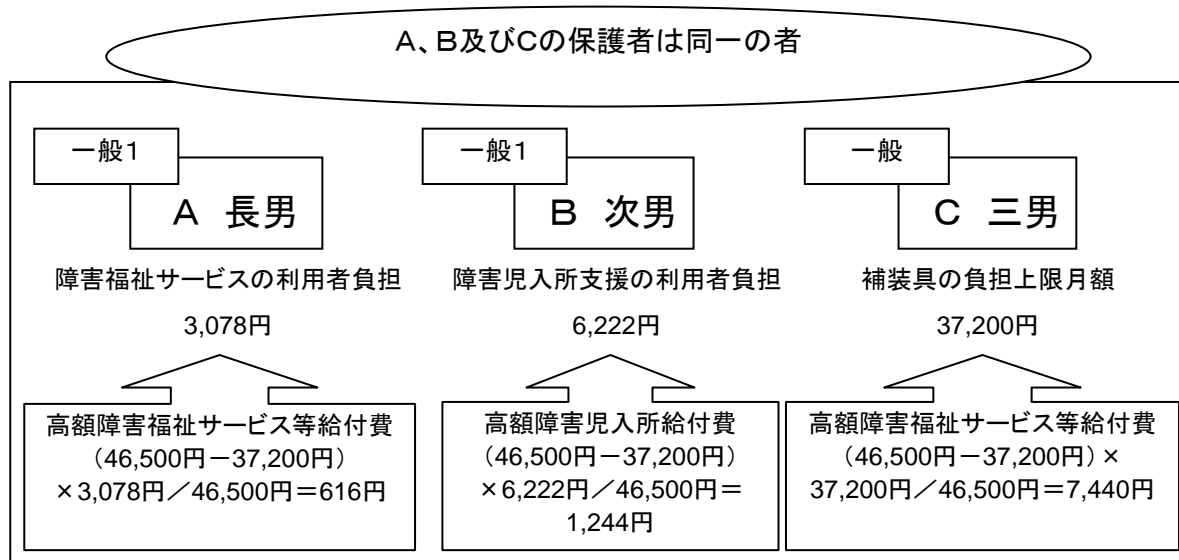 A、B及びCの保護者は同一の者
一般1
A 長男
障害福祉サービスの利用者負担
3,078円
高額障害福祉サービス等給付費
(46,500円-37,200円)
×3,078円/46,500円=616円
一般1
B 次男
障害児入所支援の利用者負担
6,222円
高額障害児入所給付費
(46,500円-37,200円)
×6,222円/46,500円=
1,244円
一般
C 三男
補装具の負担上限月額
37,200円
高額障害福祉サービス等給付費
(46,500円-37,200円)×
37,200円/46,500円=7,440円